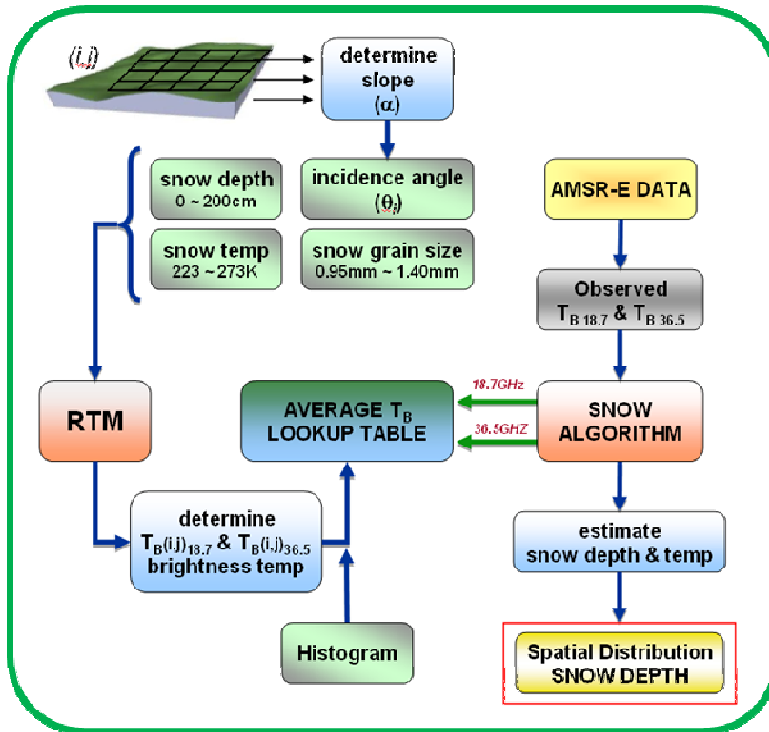 (i,j)
determine
slope
(α)
snow depth
0 ~ 200cm
incidence angle
(θi)
snow temp
223 ~ 273K
snow grain size
0.95mm ~ 1.40mm
AMSR-E DATA
Observed
TB 18.7 & TB 36.5
RTM
AVERAGE TB
LOOKUP TABLE
18.7GHz
36.5GHZ
SNOW
ALGORITHM
determine
TB(i,j)18.7 & TB(i,j)36.5
brightness temp
estimate
snow depth & temp
Histogram
Spatial Distribution
SNOW DEPTH